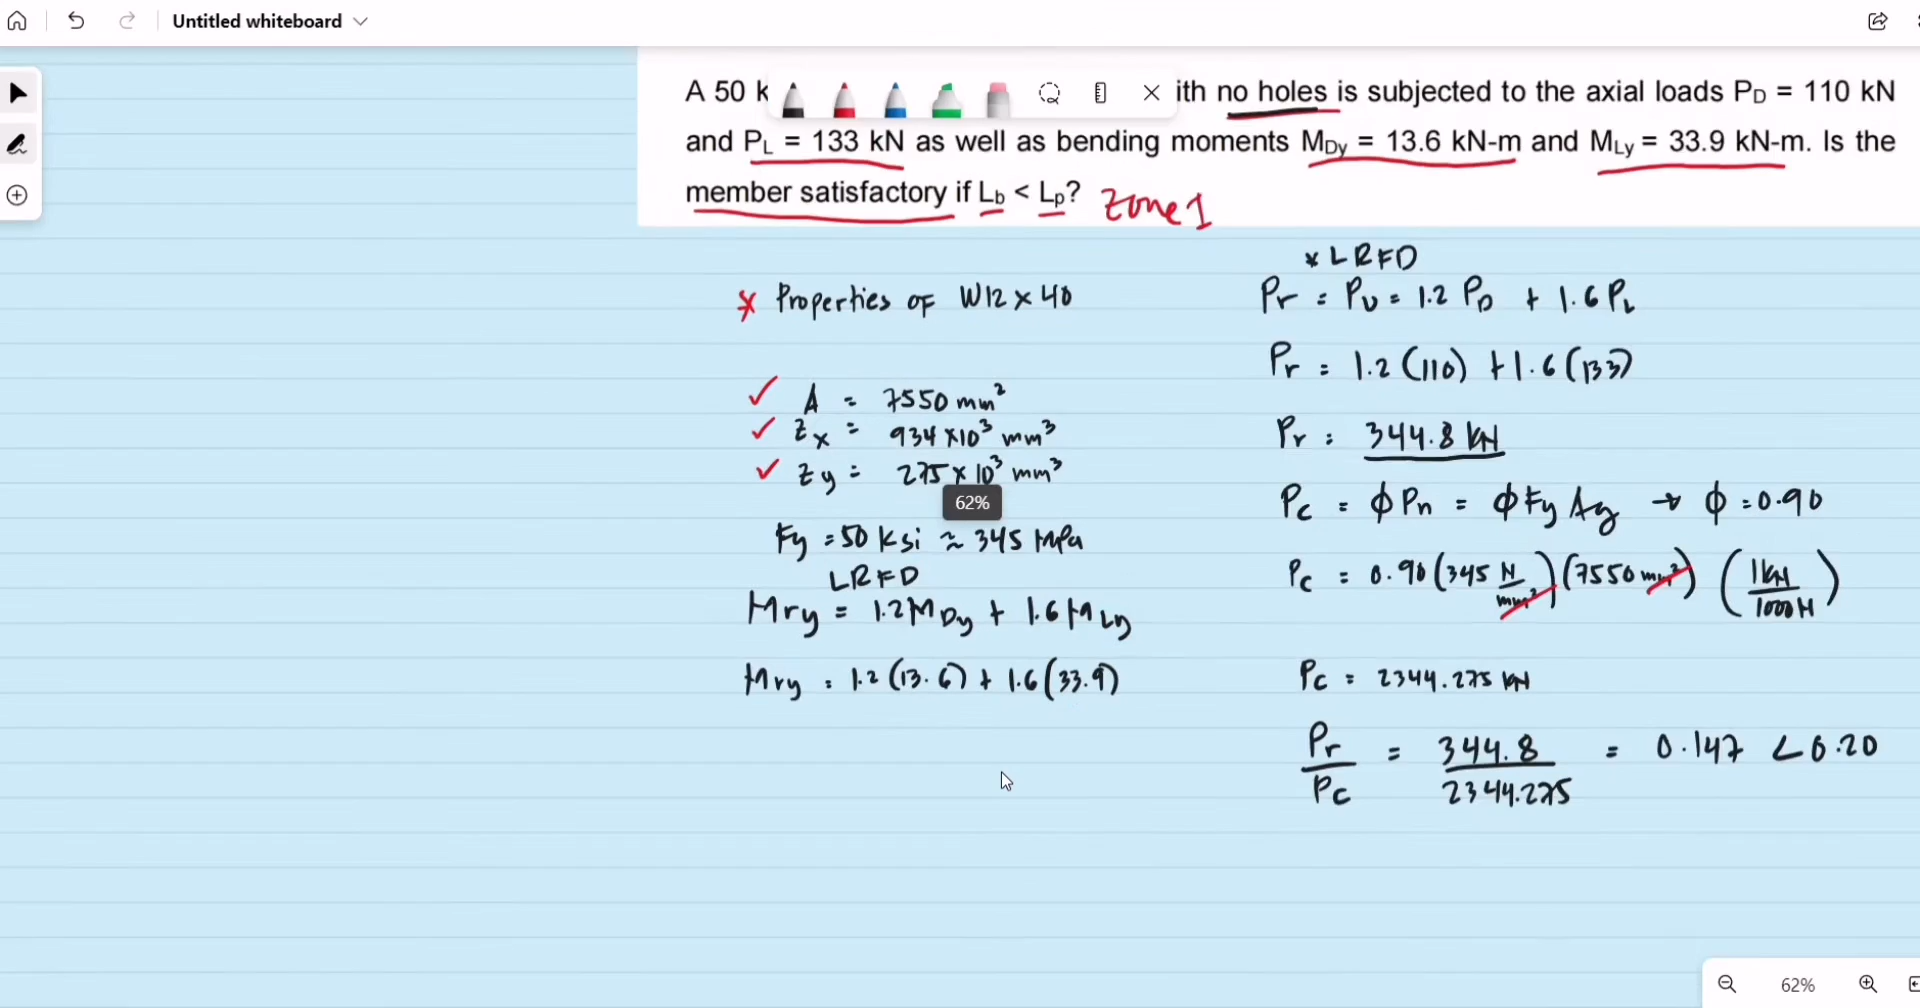 Untitled whiteboard
A 50 k ith no holes is subjected to the axial loads PD = 110 kN
and PL = 133 kN as well as bending moments MDy = 13.6 kN-m and MLy = 33.9 kN-m. Is the
member satisfactory if Lb < Lp? Zone 1
* Properties of W12 x 40
A = 7550 mm²
Zx = 934 x10³ mm³
Zy = 275 x 10³ mm³
62%
Fy = 50 ksi ≈ 345 MPa
LRFD
Mry = 1.2MDy + 1.6MLy
Mry = 1.2(13.6) + 1.6(33.9)
* LRFD
Pr = PU = 1.2 PD + 1.6 PL
Pr = 1.2(110) + 1.6(133)
Pr = 344.8 kN
Pc = ϕPn = ϕFyAg → ϕ = 0.90
Pc = 0.90(345 N/mm²)(7550 mm²)(1kN/1000N)
Pc = 2344.275 kN
Pr/Pc = 344.8/2344.275 = 0.147 < 0.20
62%